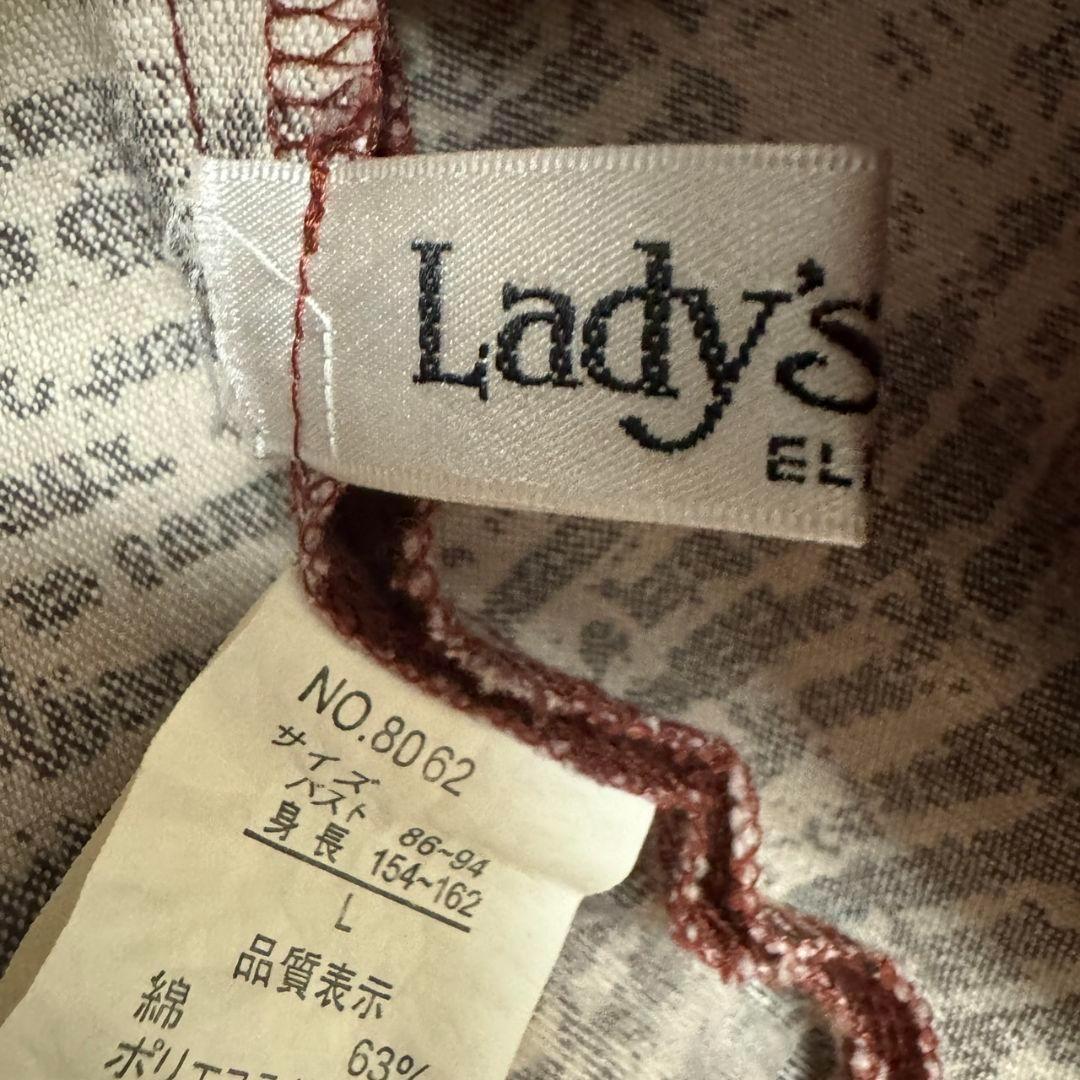 Lady's
EL
NO.8062
サイズ
バスト 86~94
身長 154~162
L
品質表示
綿 63%